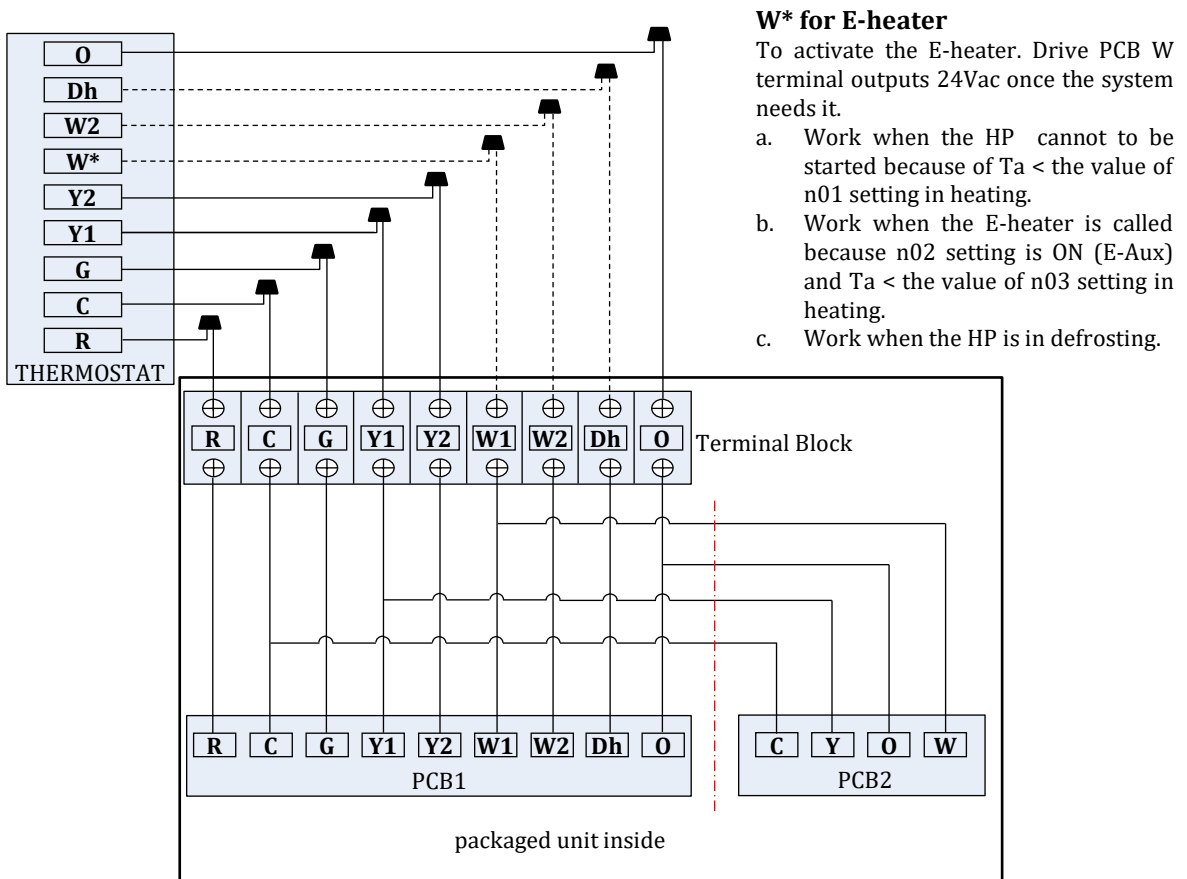 O
Dh
W2
W*
Y2
Y1
G
C
R
THERMOSTAT
W* for E-heater
To activate the E-heater. Drive PCB W
terminal outputs 24Vac once the system
needs it.
a. Work when the HP cannot to be
started because of Ta < the value of
n01 setting in heating.
b. Work when the E-heater is called
because n02 setting is ON (E-Aux)
and Ta < the value of n03 setting in
heating.
c. Work when the HP is in defrosting.
R C G Y1 Y2 W1 W2 Dh O
Terminal Block
R C G Y1 Y2 W1 W2 Dh O
PCB1
C Y O W
PCB2
packaged unit inside